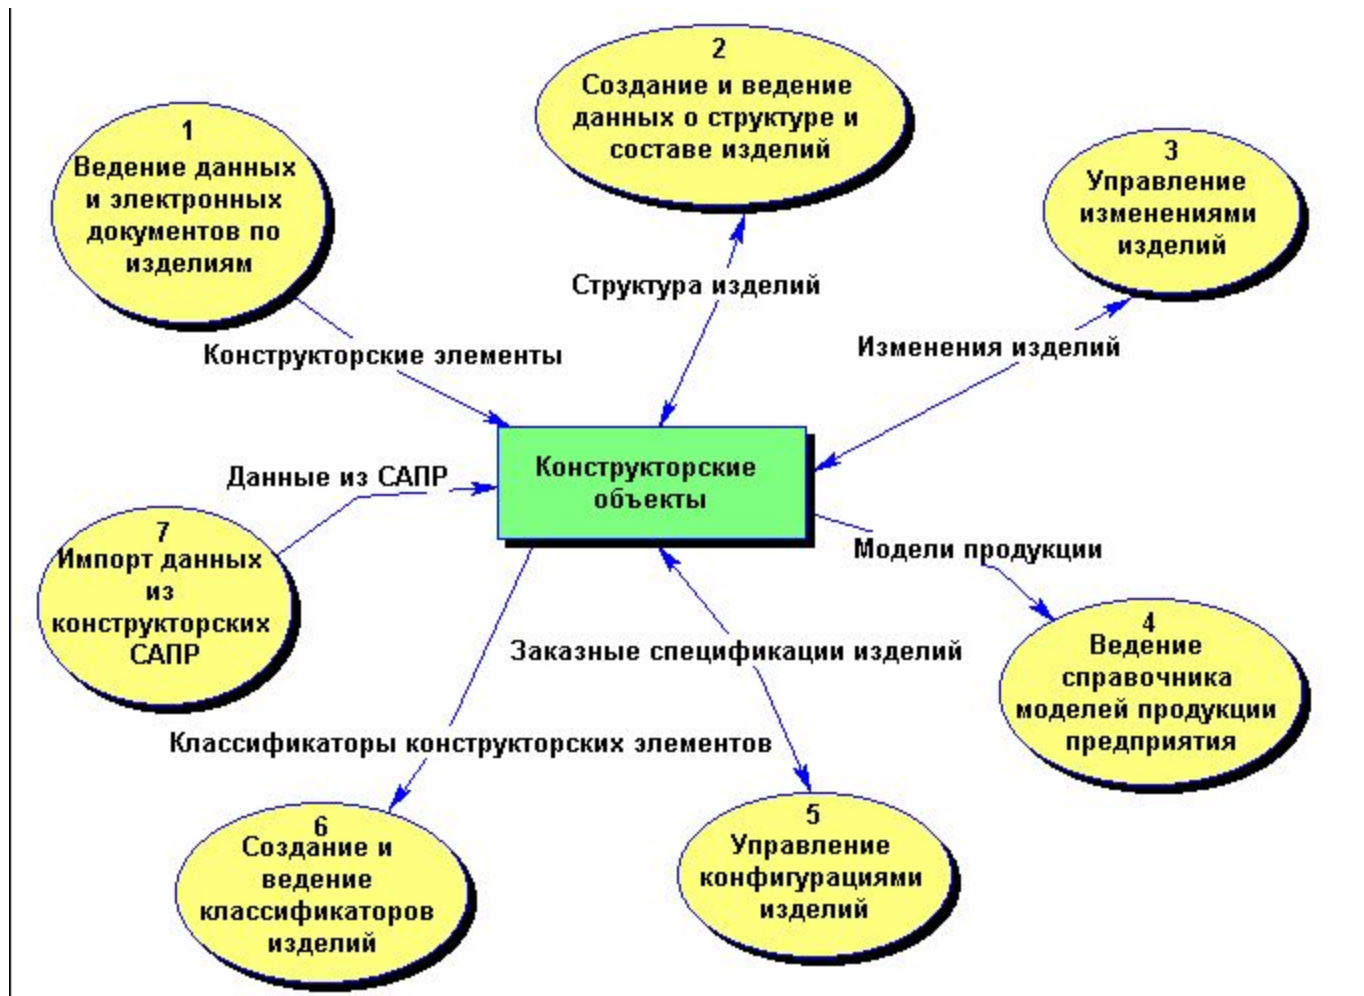 1
Ведение данных
и электронных
документов по
изделиям
2
Создание и ведение
данных о структуре и
составе изделий
3
Управление
изменениями
изделий
Структура изделий
Конструкторские элементы
Изменения изделий
Конструкторские
объекты
Данные из САПР
7
Импорт данных
из
конструкторских
САПР
Модели продукции
4
Ведение
справочника
моделей продукции
предприятия
Заказные спецификации изделий
Классификаторы конструкторских элементов
6
Создание и
ведение
классификаторов
изделий
5
Управление
конфигурациями
изделий